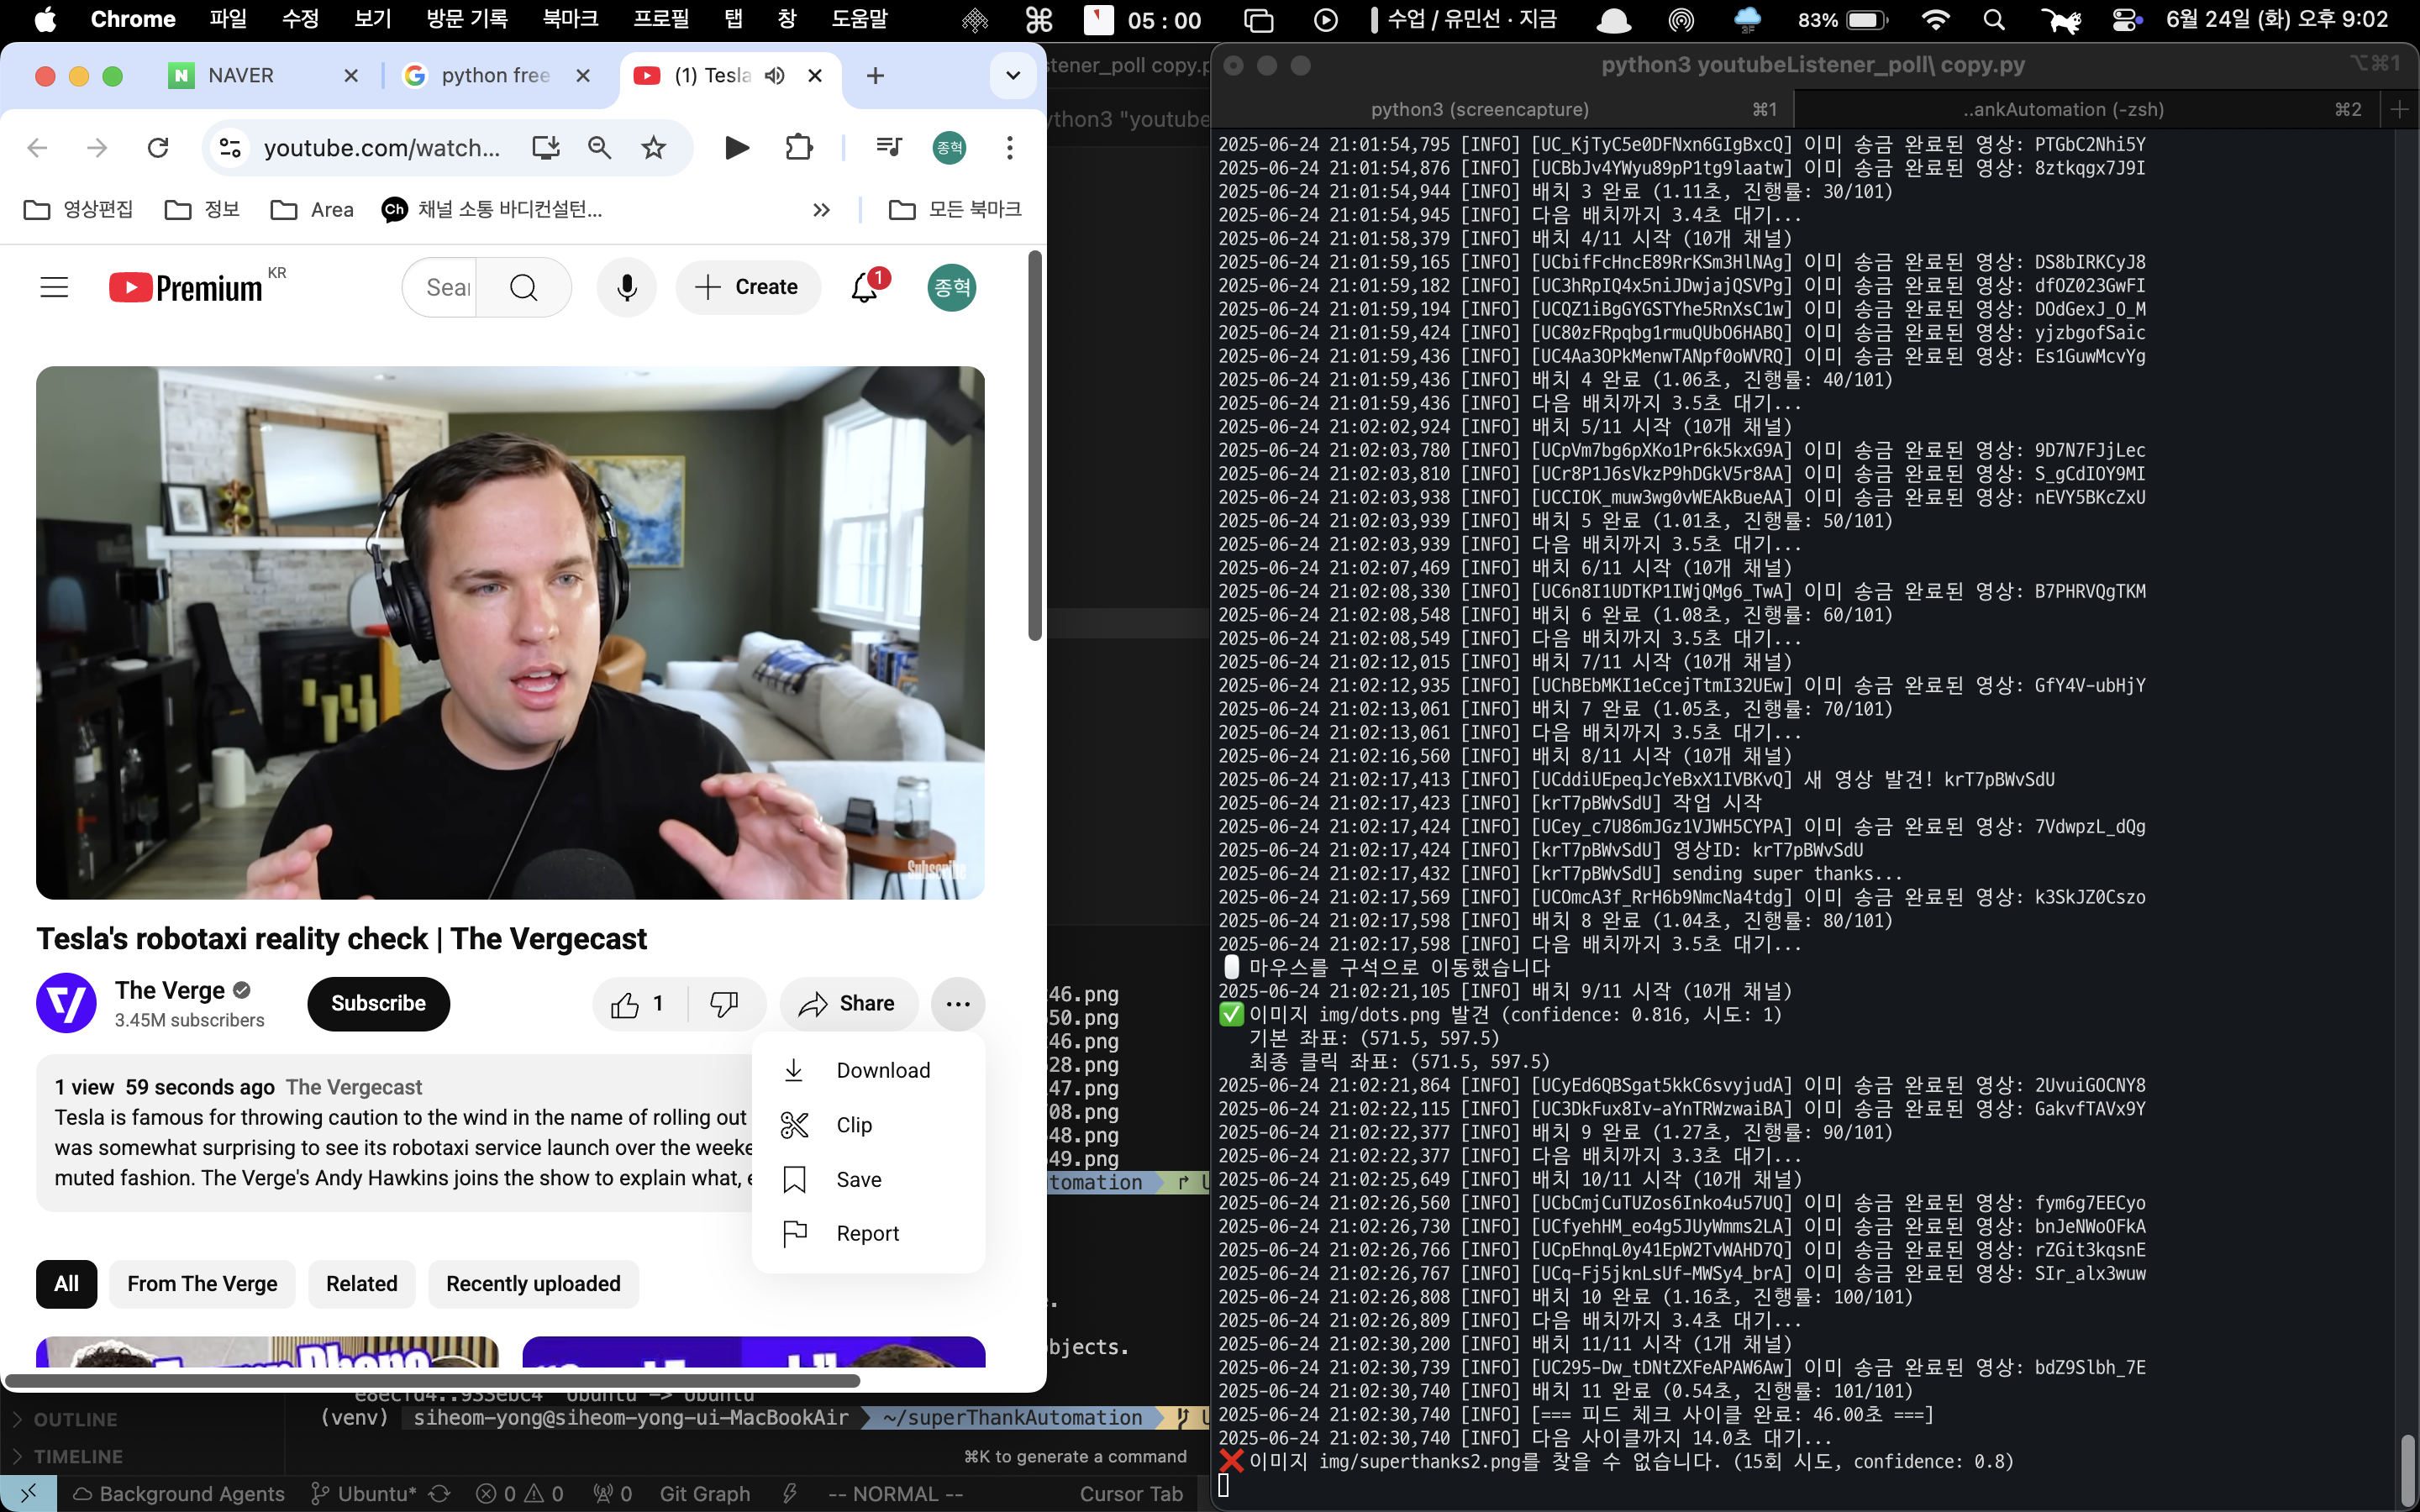 Chrome 파일 수정 보기 방문 기록 북마크 프로필 탭 창 도움말 05 : 00 수업 / 유민선 · 지금 3F 83% 6월 24일 (화) 오후 9:02
NAVER
python free
(1) Tesla
youtube.com/watch...
종혁
영상편집 정보 Area 채널 소통 바디컨설턴... 모든 북마크
Premium KR
Create
1
종혁
Subscribe
Tesla's robotaxi reality check | The Vergecast
The Verge
3.45M subscribers
Subscribe
1
Share
1 view 59 seconds ago The Vergecast
Tesla is famous for throwing caution to the wind in the name of rolling out
was somewhat surprising to see its robotaxi service launch over the weeke
muted fashion. The Verge's Andy Hawkins joins the show to explain what,
Download
Clip
Save
Report
All From The Verge Related Recently uploaded
stener_poll copy.p
ython3 "youtube
46.png
50.png
46.png
28.png
47.png
08.png
48.png
49.png
tomation
bjects.
(venv) siheom-yong@siheom-yong-ui-MacBookAir ~/superThankAutomation
OUTLINE
TIMELINE
⌘K to generate a command
Background Agents Ubuntu* 0 0 0 Git Graph -- NORMAL -- Cursor Tab
python3 youtubeListener_poll\ copy.py ⌥⌘1
python3 (screencapture) ⌘1 ..ankAutomation (-zsh) ⌘2
2025-06-24 21:01:54,795 [INFO] [UC_KjTyC5e0DFNxn6GIgBxcQ] 이미 송금 완료된 영상: PTGbC2Nhi5Y
2025-06-24 21:01:54,876 [INFO] [UCBbJv4YWyu89pP1tg9laatw] 이미 송금 완료된 영상: 8ztkqgx7J9I
2025-06-24 21:01:54,944 [INFO] 배치 3 완료 (1.11초, 진행률: 30/101)
2025-06-24 21:01:54,945 [INFO] 다음 배치까지 3.4초 대기...
2025-06-24 21:01:58,379 [INFO] 배치 4/11 시작 (10개 채널)
2025-06-24 21:01:59,165 [INFO] [UCbifFcHncE89RrKSm3HlNAg] 이미 송금 완료된 영상: DS8bIRKCyJ8
2025-06-24 21:01:59,182 [INFO] [UC3hRpIQ4x5niJDwjajQSVPg] 이미 송금 완료된 영상: dfOZ023GwFI
2025-06-24 21:01:59,194 [INFO] [UCQZ1iBgGYGSTYhe5RnXsC1w] 이미 송금 완료된 영상: DOdGexJ_O_M
2025-06-24 21:01:59,424 [INFO] [UC80zFRpqbg1rmuQUbO6HABQ] 이미 송금 완료된 영상: yjzbgofSaic
2025-06-24 21:01:59,436 [INFO] [UC4Aa3OPkMenwTANpf0oWVRQ] 이미 송금 완료된 영상: Es1GuwMcvYg
2025-06-24 21:01:59,436 [INFO] 배치 4 완료 (1.06초, 진행률: 40/101)
2025-06-24 21:01:59,436 [INFO] 다음 배치까지 3.5초 대기...
2025-06-24 21:02:02,924 [INFO] 배치 5/11 시작 (10개 채널)
2025-06-24 21:02:03,780 [INFO] [UCpVm7bg6pXKo1Pr6k5kxG9A] 이미 송금 완료된 영상: 9D7N7FJjLec
2025-06-24 21:02:03,810 [INFO] [UCr8P1J6sVkzP9hDGkV5r8AA] 이미 송금 완료된 영상: S_gCdIOY9MI
2025-06-24 21:02:03,938 [INFO] [UCCIOK_muw3wg0vWEAkBueAA] 이미 송금 완료된 영상: nEVY5BKcZxU
2025-06-24 21:02:03,939 [INFO] 배치 5 완료 (1.01초, 진행률: 50/101)
2025-06-24 21:02:03,939 [INFO] 다음 배치까지 3.5초 대기...
2025-06-24 21:02:07,469 [INFO] 배치 6/11 시작 (10개 채널)
2025-06-24 21:02:08,330 [INFO] [UC6n8I1UDTKP1IWjQMg6_TwA] 이미 송금 완료된 영상: B7PHRVQgTKM
2025-06-24 21:02:08,548 [INFO] 배치 6 완료 (1.08초, 진행률: 60/101)
2025-06-24 21:02:08,549 [INFO] 다음 배치까지 3.5초 대기...
2025-06-24 21:02:12,015 [INFO] 배치 7/11 시작 (10개 채널)
2025-06-24 21:02:12,935 [INFO] [UChBEbMKI1eCcejTtmI32UEw] 이미 송금 완료된 영상: GfY4V-ubHjY
2025-06-24 21:02:13,061 [INFO] 배치 7 완료 (1.05초, 진행률: 70/101)
2025-06-24 21:02:13,061 [INFO] 다음 배치까지 3.5초 대기...
2025-06-24 21:02:16,560 [INFO] 배치 8/11 시작 (10개 채널)
2025-06-24 21:02:17,413 [INFO] [UCddiUEpeqJcYeBxX1IVBKvQ] 새 영상 발견! krT7pBWvSdU
2025-06-24 21:02:17,423 [INFO] [krT7pBWvSdU] 작업 시작
2025-06-24 21:02:17,424 [INFO] [UCey_c7U86mJGz1VJWH5CYPA] 이미 송금 완료된 영상: 7VdwpzL_dQg
2025-06-24 21:02:17,424 [INFO] [krT7pBWvSdU] 영상ID: krT7pBWvSdU
2025-06-24 21:02:17,432 [INFO] [krT7pBWvSdU] sending super thanks...
2025-06-24 21:02:17,569 [INFO] [UCOmcA3f_RrH6b9NmcNa4tdg] 이미 송금 완료된 영상: k3SkJZ0Cszo
2025-06-24 21:02:17,598 [INFO] 배치 8 완료 (1.04초, 진행률: 80/101)
2025-06-24 21:02:17,598 [INFO] 다음 배치까지 3.5초 대기...
마우스를 구석으로 이동했습니다
2025-06-24 21:02:21,105 [INFO] 배치 9/11 시작 (10개 채널)
✅ 이미지 img/dots.png 발견 (confidence: 0.816, 시도: 1)
기본 좌표: (571.5, 597.5)
최종 클릭 좌표: (571.5, 597.5)
2025-06-24 21:02:21,864 [INFO] [UCyEd6QBSgat5kkC6svyjudA] 이미 송금 완료된 영상: 2UvuiGOCNY8
2025-06-24 21:02:22,115 [INFO] [UC3DkFux8Iv-aYnTRWzwaiBA] 이미 송금 완료된 영상: GakvfTAVx9Y
2025-06-24 21:02:22,377 [INFO] 배치 9 완료 (1.27초, 진행률: 90/101)
2025-06-24 21:02:22,377 [INFO] 다음 배치까지 3.3초 대기...
2025-06-24 21:02:25,649 [INFO] 배치 10/11 시작 (10개 채널)
2025-06-24 21:02:26,560 [INFO] [UCbCmjCuTUZos6Inko4u57UQ] 이미 송금 완료된 영상: fym6g7EECyo
2025-06-24 21:02:26,730 [INFO] [UCfyehHM_eo4g5JUyWmms2LA] 이미 송금 완료된 영상: bnJeNWoOFkA
2025-06-24 21:02:26,766 [INFO] [UCpEhnqL0y41EpW2TvWAHD7Q] 이미 송금 완료된 영상: rZGit3kqsnE
2025-06-24 21:02:26,767 [INFO] [UCq-Fj5jknLsUf-MWSy4_brA] 이미 송금 완료된 영상: SIr_alx3wuw
2025-06-24 21:02:26,808 [INFO] 배치 10 완료 (1.16초, 진행률: 100/101)
2025-06-24 21:02:26,809 [INFO] 다음 배치까지 3.4초 대기...
2025-06-24 21:02:30,200 [INFO] 배치 11/11 시작 (1개 채널)
2025-06-24 21:02:30,739 [INFO] [UC295-Dw_tDNtZXFeAPAW6Aw] 이미 송금 완료된 영상: bdZ9Slbh_7E
2025-06-24 21:02:30,740 [INFO] 배치 11 완료 (0.54초, 진행률: 101/101)
2025-06-24 21:02:30,740 [INFO] [=== 피드 체크 사이클 완료: 46.00초 ===]
2025-06-24 21:02:30,740 [INFO] 다음 사이클까지 14.0초 대기...
❌ 이미지 img/superthanks2.png를 찾을 수 없습니다. (15회 시도, confidence: 0.8)